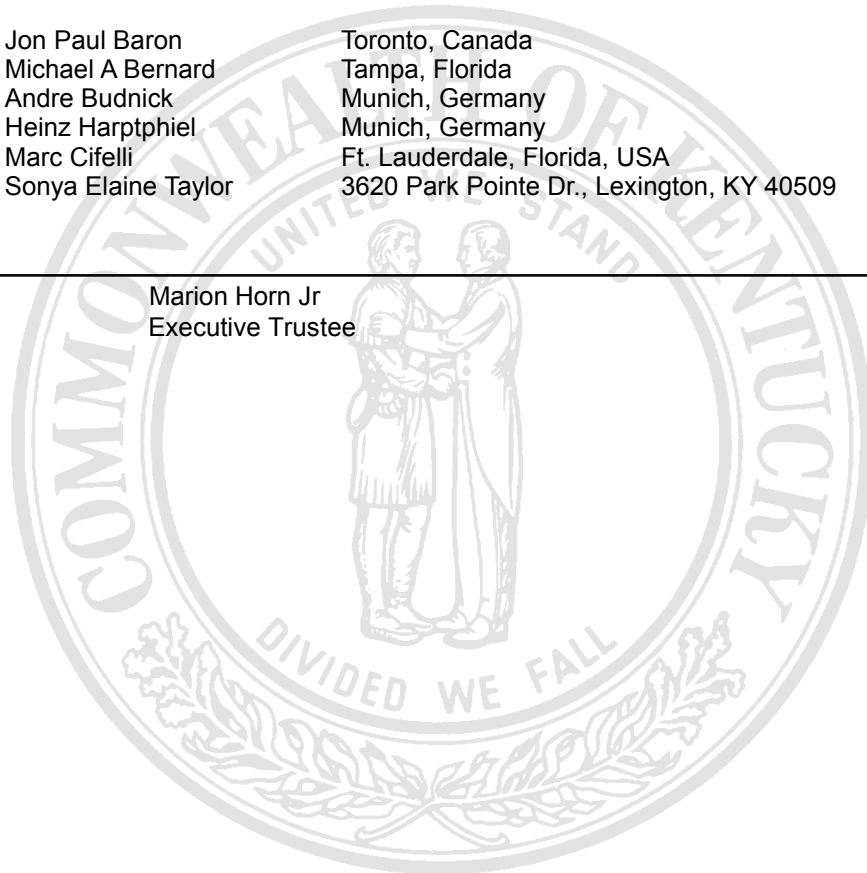 Jon Paul Baron Toronto, Canada
Michael A Bernard Tampa, Florida
Andre Budnick Munich, Germany
Heinz Harptphiel Munich, Germany
Marc Cifelli Ft. Lauderdale, Florida, USA
Sonya Elaine Taylor 3620 Park Pointe Dr., Lexington, KY 40509
Marion Horn Jr
Executive Trustee
COMMONWEALTH OF KENTUCKY
UNITED WE STAND
DIVIDED WE FALL